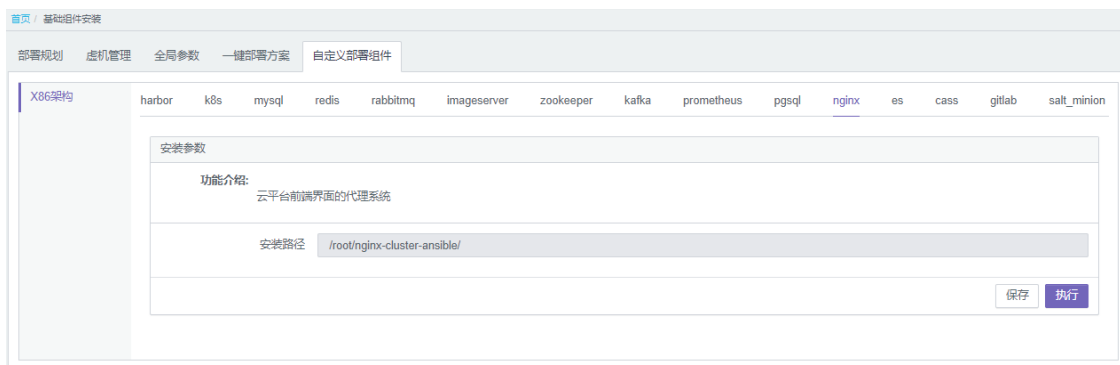 首页 / 基础组件安装
部署规划 虚机管理 全局参数 一键部署方案 自定义部署组件
X86架构
harbor k8s mysql redis rabbitmq imageserver zookeeper kafka prometheus pgsql nginx es cass gitlab salt_minion
安装参数
功能介绍:
云平台前端界面的代理系统
安装路径 /root/nginx-cluster-ansible/
保存 执行